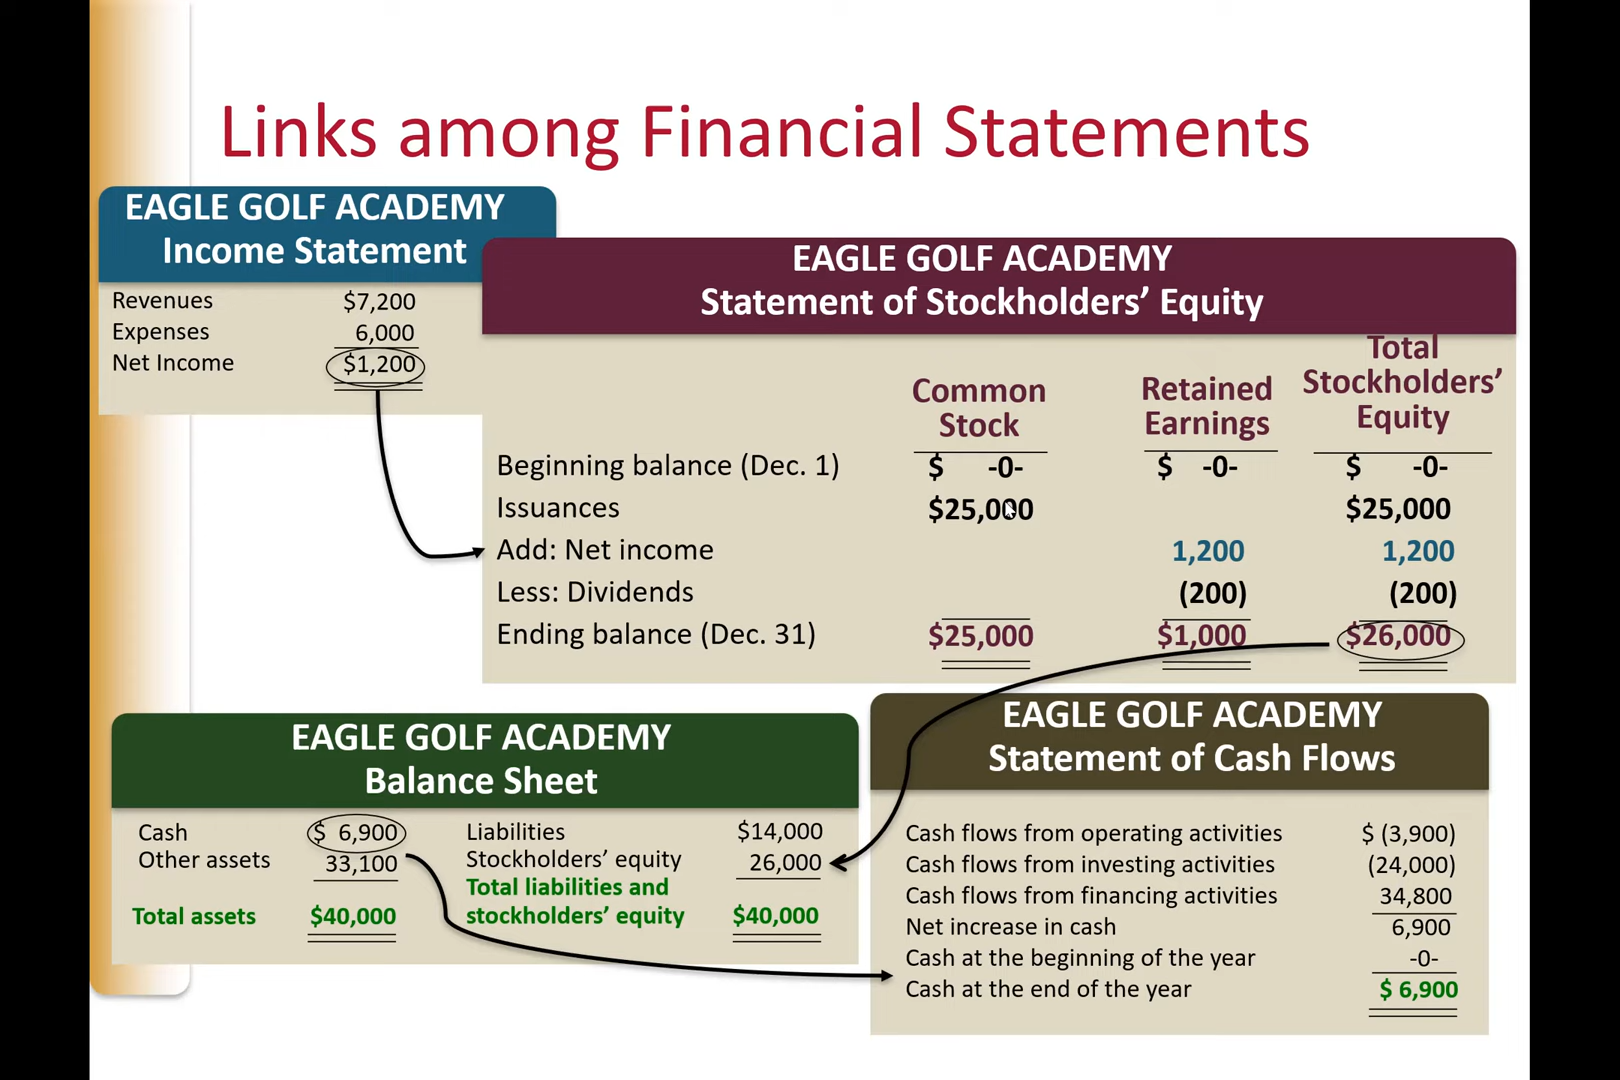 Links among Financial Statements
EAGLE GOLF ACADEMY
Income Statement
Revenues $7,200
Expenses 6,000
Net Income $1,200
EAGLE GOLF ACADEMY
Statement of Stockholders’ Equity
Common Stock Retained Earnings Total Stockholders’ Equity
Beginning balance (Dec. 1) $ -0- $ -0- $ -0-
Issuances $25,000 $25,000
Add: Net income 1,200 1,200
Less: Dividends (200) (200)
Ending balance (Dec. 31) $25,000 $1,000 $26,000
EAGLE GOLF ACADEMY
Balance Sheet
Cash $ 6,900 Liabilities $14,000
Other assets 33,100 Stockholders’ equity 26,000
Total liabilities and
Total assets $40,000 stockholders’ equity $40,000
EAGLE GOLF ACADEMY
Statement of Cash Flows
Cash flows from operating activities $ (3,900)
Cash flows from investing activities (24,000)
Cash flows from financing activities 34,800
Net increase in cash 6,900
Cash at the beginning of the year -0-
Cash at the end of the year $ 6,900